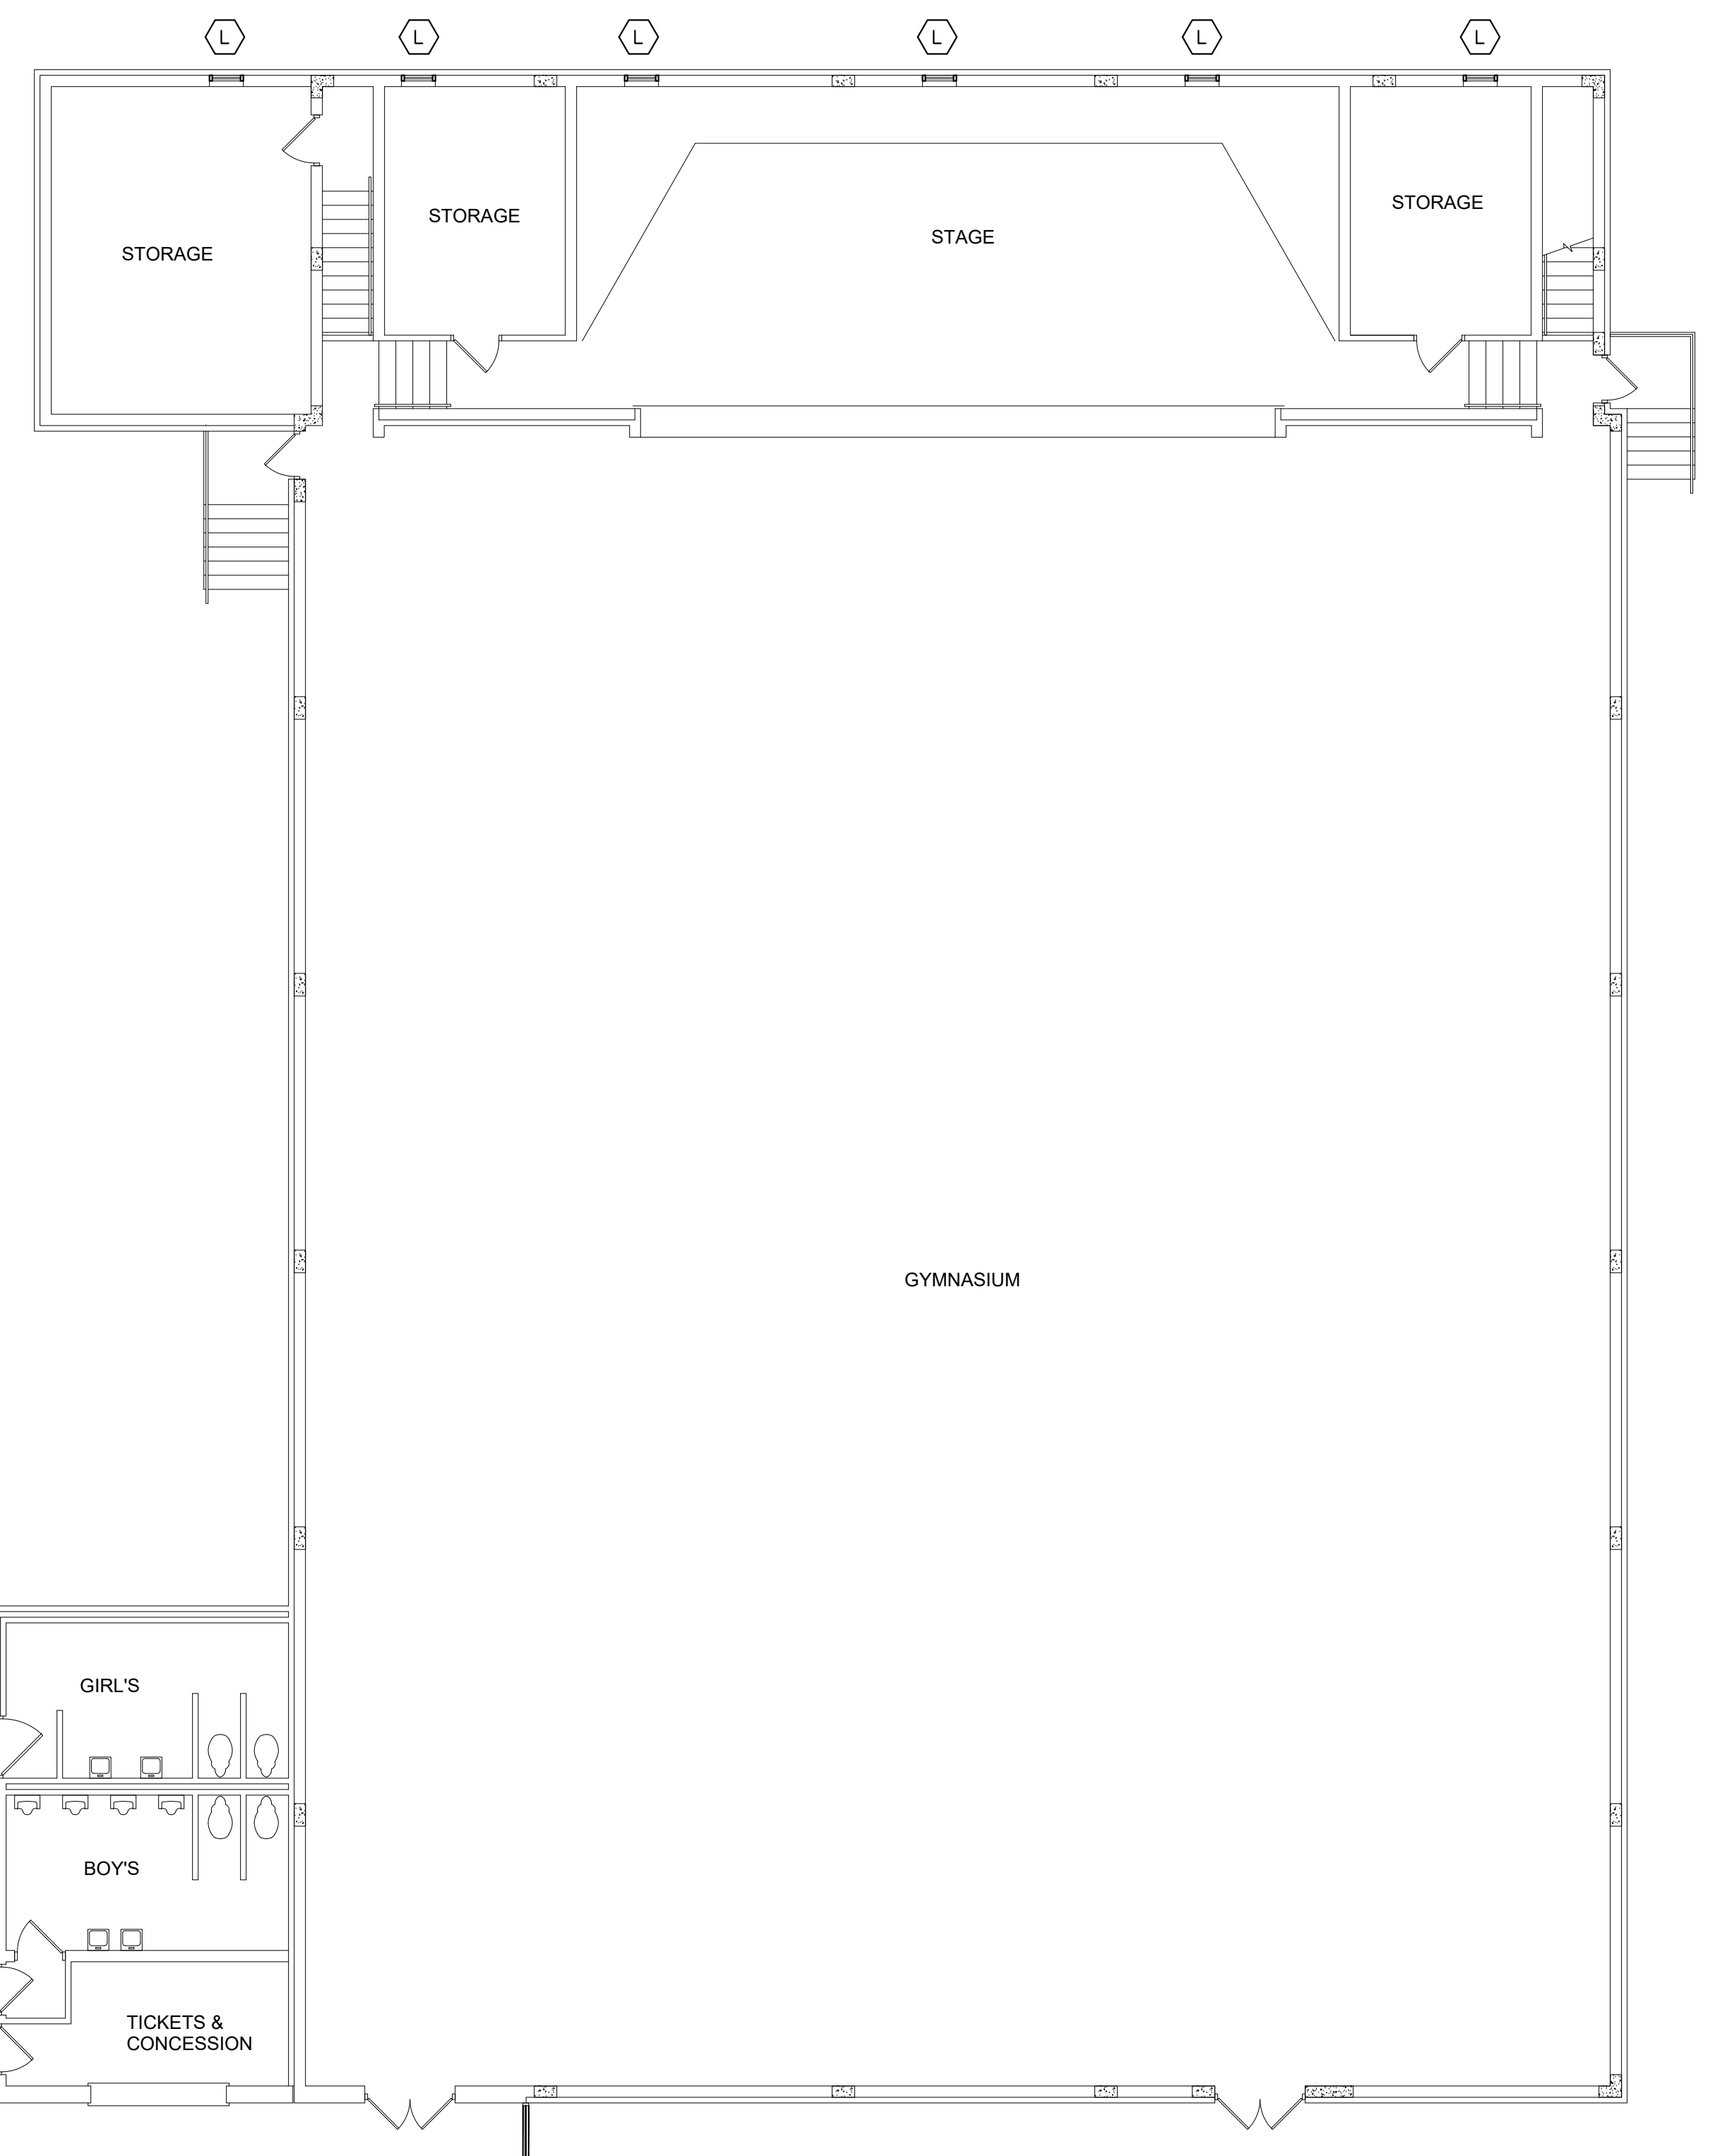 L
L
L
L
L
L
STORAGE
STORAGE
STAGE
STORAGE
GYMNASIUM
GIRL'S
BOY'S
TICKETS &
CONCESSION